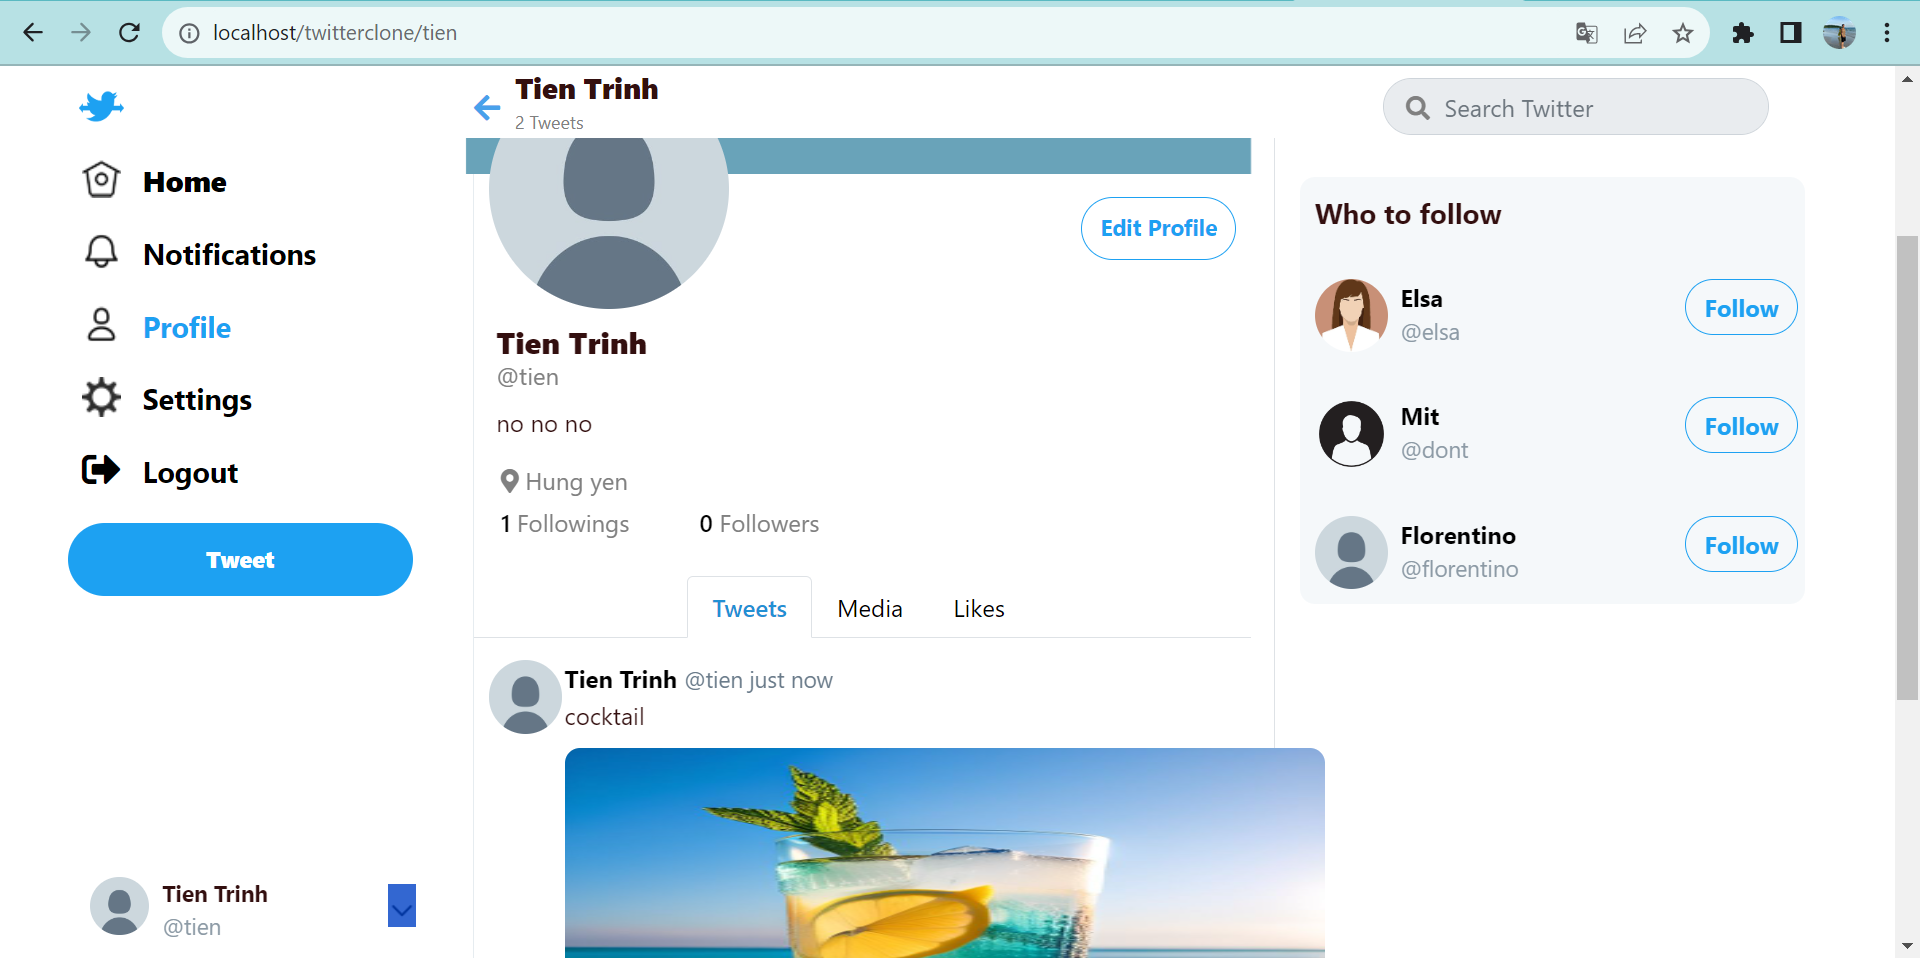 localhost/twitterclone/tien
Tien Trinh
2 Tweets
Search Twitter
Home
Notifications
Profile
Settings
Logout
Tweet
Edit Profile
Tien Trinh
@tien
no no no
Hung yen
1 Followings 0 Followers
Tweets Media Likes
Tien Trinh @tien just now
cocktail
Who to follow
Elsa
@elsa
Follow
Mit
@dont
Follow
Florentino
@florentino
Follow
Tien Trinh
@tien